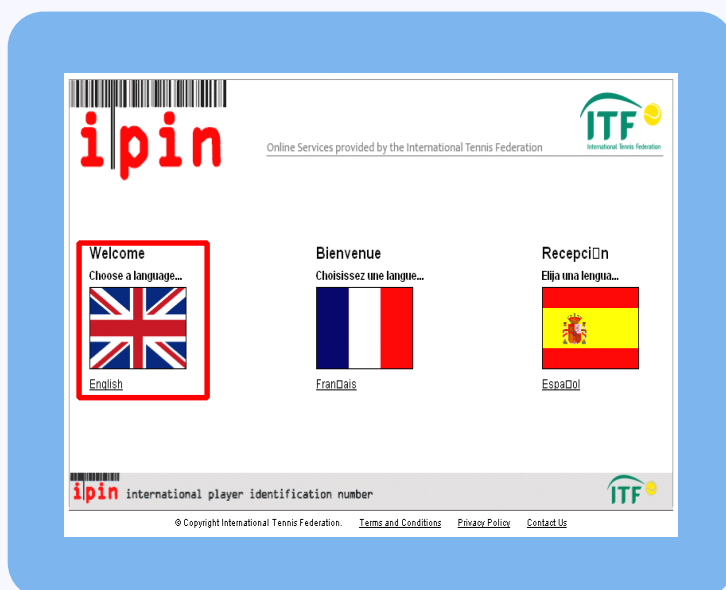 ipin
Online Services provided by the International Tennis Federation
ITF
International Tennis Federation
Welcome
Choose a language...
English
Bienvenue
Choisissez une langue...
Fran□ais
Recepci□n
Elija una lengua...
Espa□ol
ipin international player identification number
ITF
© Copyright International Tennis Federation. Terms and Conditions Privacy Policy Contact Us